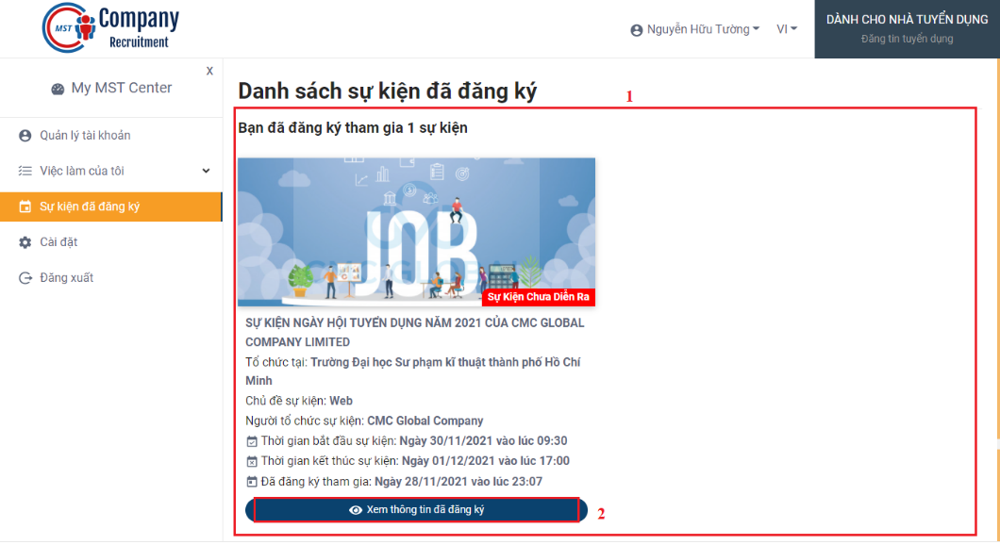 MST
Company
Recruitment
Nguyễn Hữu Tường
VI
DÀNH CHO NHÀ TUYỂN DỤNG
Đăng tin tuyển dụng
X
My MST Center
Quản lý tài khoản
Việc làm của tôi
Sự kiện đã đăng ký
Cài đặt
Đăng xuất
Danh sách sự kiện đã đăng ký
1
Bạn đã đăng ký tham gia 1 sự kiện
JOB
CMC GLOBAL
Sự Kiện Chưa Diễn Ra
SỰ KIỆN NGÀY HỘI TUYỂN DỤNG NĂM 2021 CỦA CMC GLOBAL
COMPANY LIMITED
Tổ chức tại: Trường Đại học Sư phạm kĩ thuật thành phố Hồ Chí
Minh
Chủ đề sự kiện: Web
Người tổ chức sự kiện: CMC Global Company
Thời gian bắt đầu sự kiện: Ngày 30/11/2021 vào lúc 09:30
Thời gian kết thúc sự kiện: Ngày 01/12/2021 vào lúc 17:00
Đã đăng ký tham gia: Ngày 28/11/2021 vào lúc 23:07
Xem thông tin đã đăng ký
2